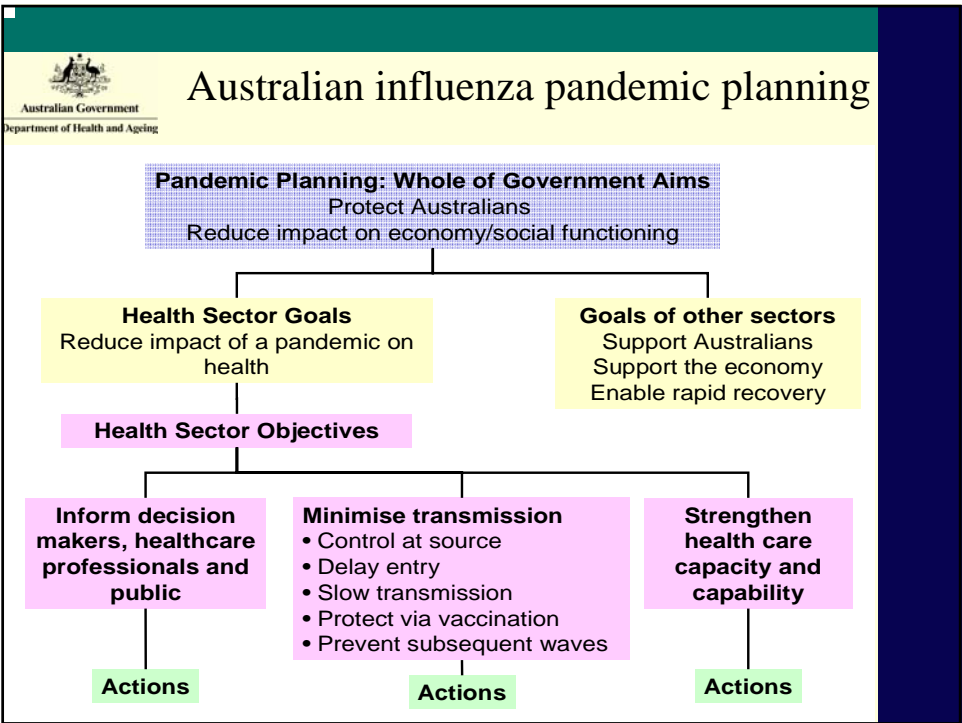 Australian Government
Department of Health and Ageing
Australian influenza pandemic planning
Pandemic Planning: Whole of Government Aims
Protect Australians
Reduce impact on economy/social functioning
Health Sector Goals
Reduce impact of a pandemic on
health
Goals of other sectors
Support Australians
Support the economy
Enable rapid recovery
Health Sector Objectives
Inform decision
makers, healthcare
professionals and
public
Minimise transmission
• Control at source
• Delay entry
• Slow transmission
• Protect via vaccination
• Prevent subsequent waves
Strengthen
health care
capacity and
capability
Actions
Actions
Actions